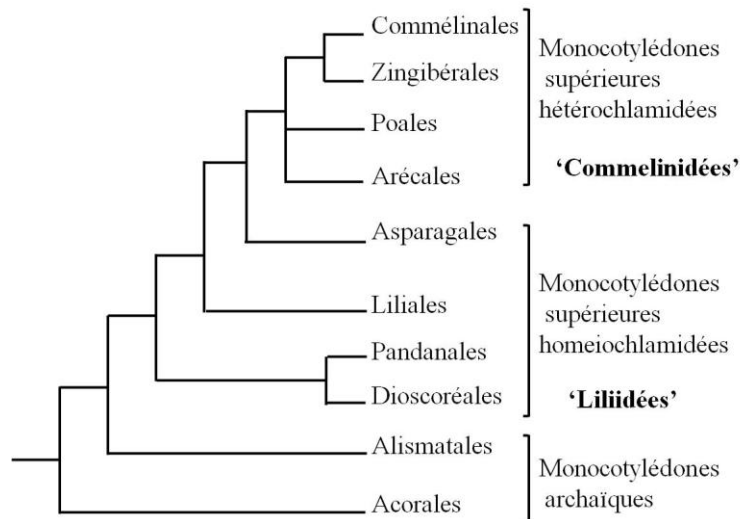 Commélinales
Zingibérales
Poales
Arécales
Monocotylédones
supérieures
hétérochlamidées
‘Commelinidées’
Asparagales
Liliales
Pandanales
Dioscoréales
Monocotylédones
supérieures
homeiochlamidées
‘Liliidées’
Alismatales
Acorales
Monocotylédones
archaïques